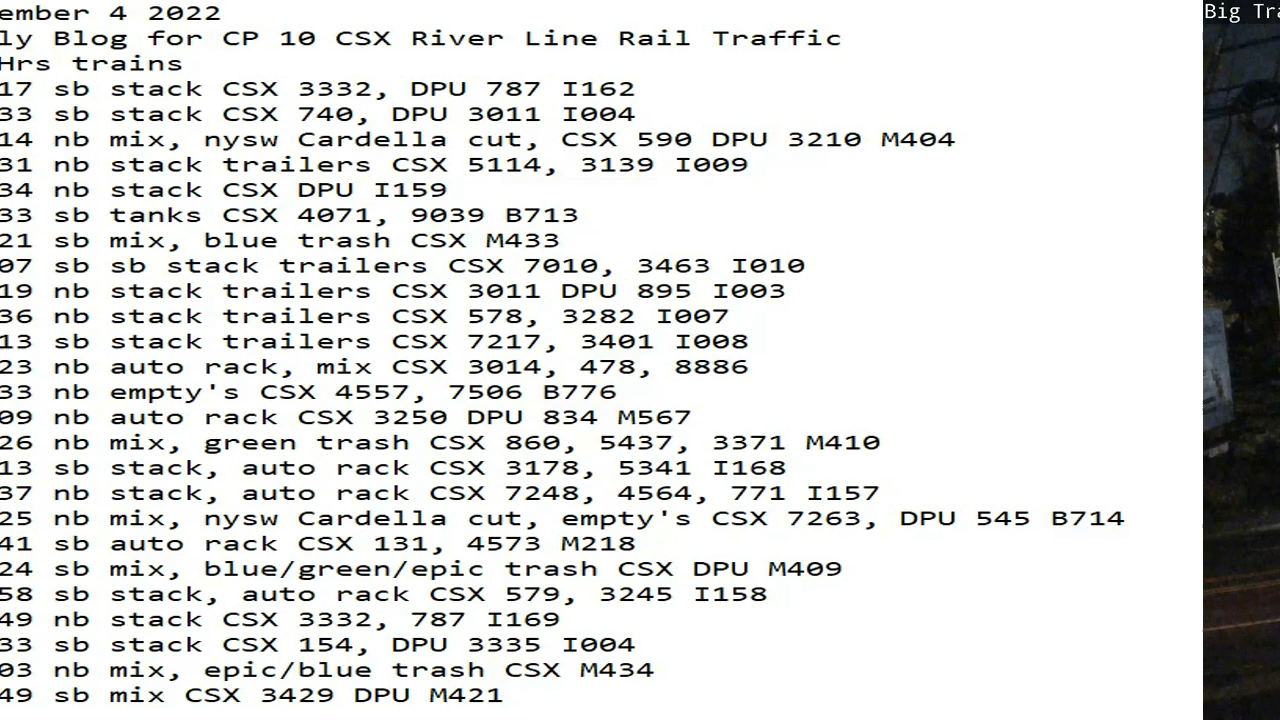 ember 4 2022
ly Blog for CP 10 CSX River Line Rail Traffic
Hrs trains
17 sb stack CSX 3332, DPU 787 I162
33 sb stack CSX 740, DPU 3011 I004
14 nb mix, nysw Cardella cut, CSX 590 DPU 3210 M404
31 nb stack trailers CSX 5114, 3139 I009
34 nb stack CSX DPU I159
33 sb tanks CSX 4071, 9039 B713
21 sb mix, blue trash CSX M433
07 sb sb stack trailers CSX 7010, 3463 I010
19 nb stack trailers CSX 3011 DPU 895 I003
36 nb stack trailers CSX 578, 3282 I007
13 sb stack trailers CSX 7217, 3401 I008
23 nb auto rack, mix CSX 3014, 478, 8886
33 nb empty's CSX 4557, 7506 B776
09 nb auto rack CSX 3250 DPU 834 M567
26 nb mix, green trash CSX 860, 5437, 3371 M410
13 sb stack, auto rack CSX 3178, 5341 I168
37 nb stack, auto rack CSX 7248, 4564, 771 I157
25 nb mix, nysw Cardella cut, empty's CSX 7263, DPU 545 B714
41 sb auto rack CSX 131, 4573 M218
24 sb mix, blue/green/epic trash CSX DPU M409
58 sb stack, auto rack CSX 579, 3245 I158
49 nb stack CSX 3332, 787 I169
33 sb stack CSX 154, DPU 3335 I004
03 nb mix, epic/blue trash CSX M434
49 sb mix CSX 3429 DPU M421
Big Tra